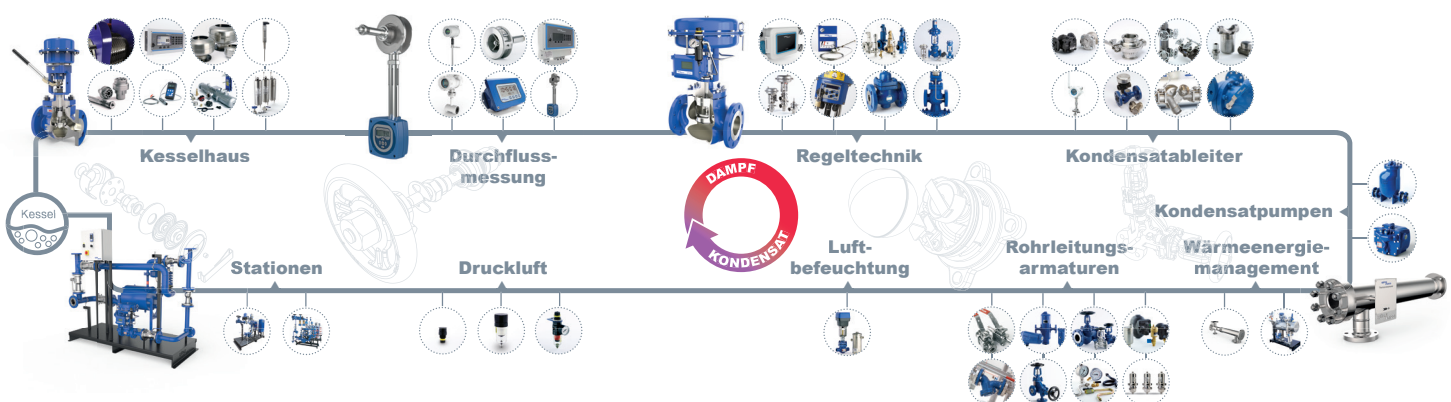 Kesselhaus
Durchfluss-
messung
Regeltechnik
Kondensatableiter
DAMPF
KONDENSAT
Kessel
Kondensatpumpen
Stationen
Druckluft
Luft-
befeuchtung
Rohrleitungs-
armaturen
Wärmeenergie-
management